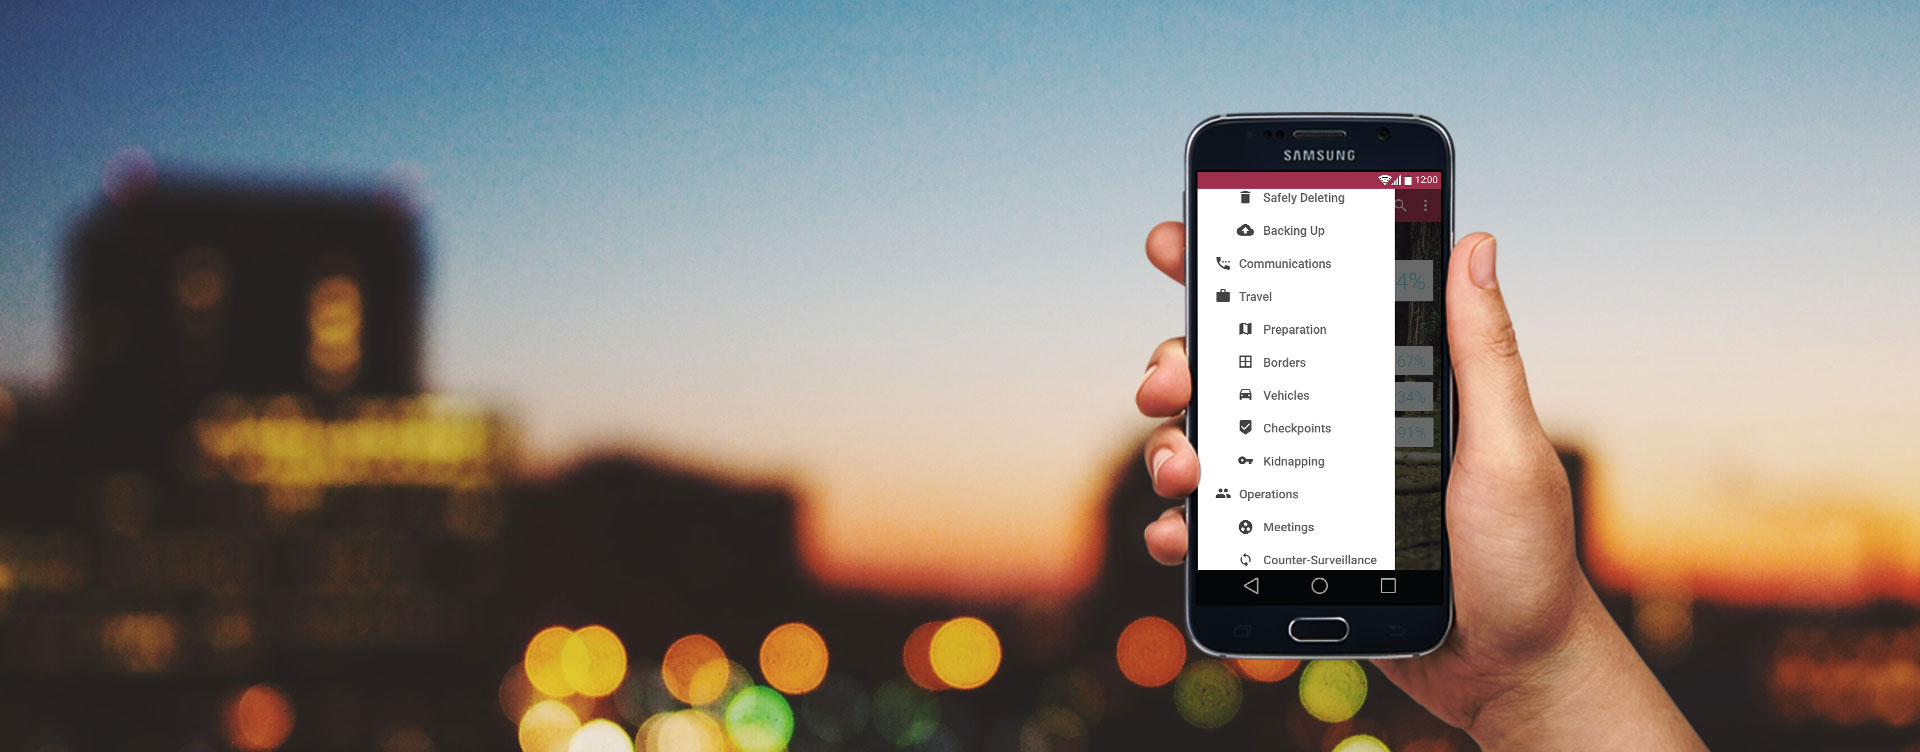 SAMSUNG
12:00
Safely Deleting
Backing Up
Communications
4%
Travel
Preparation
67%
Borders
34%
Vehicles
91%
Checkpoints
Kidnapping
Operations
Meetings
Counter-Surveillance